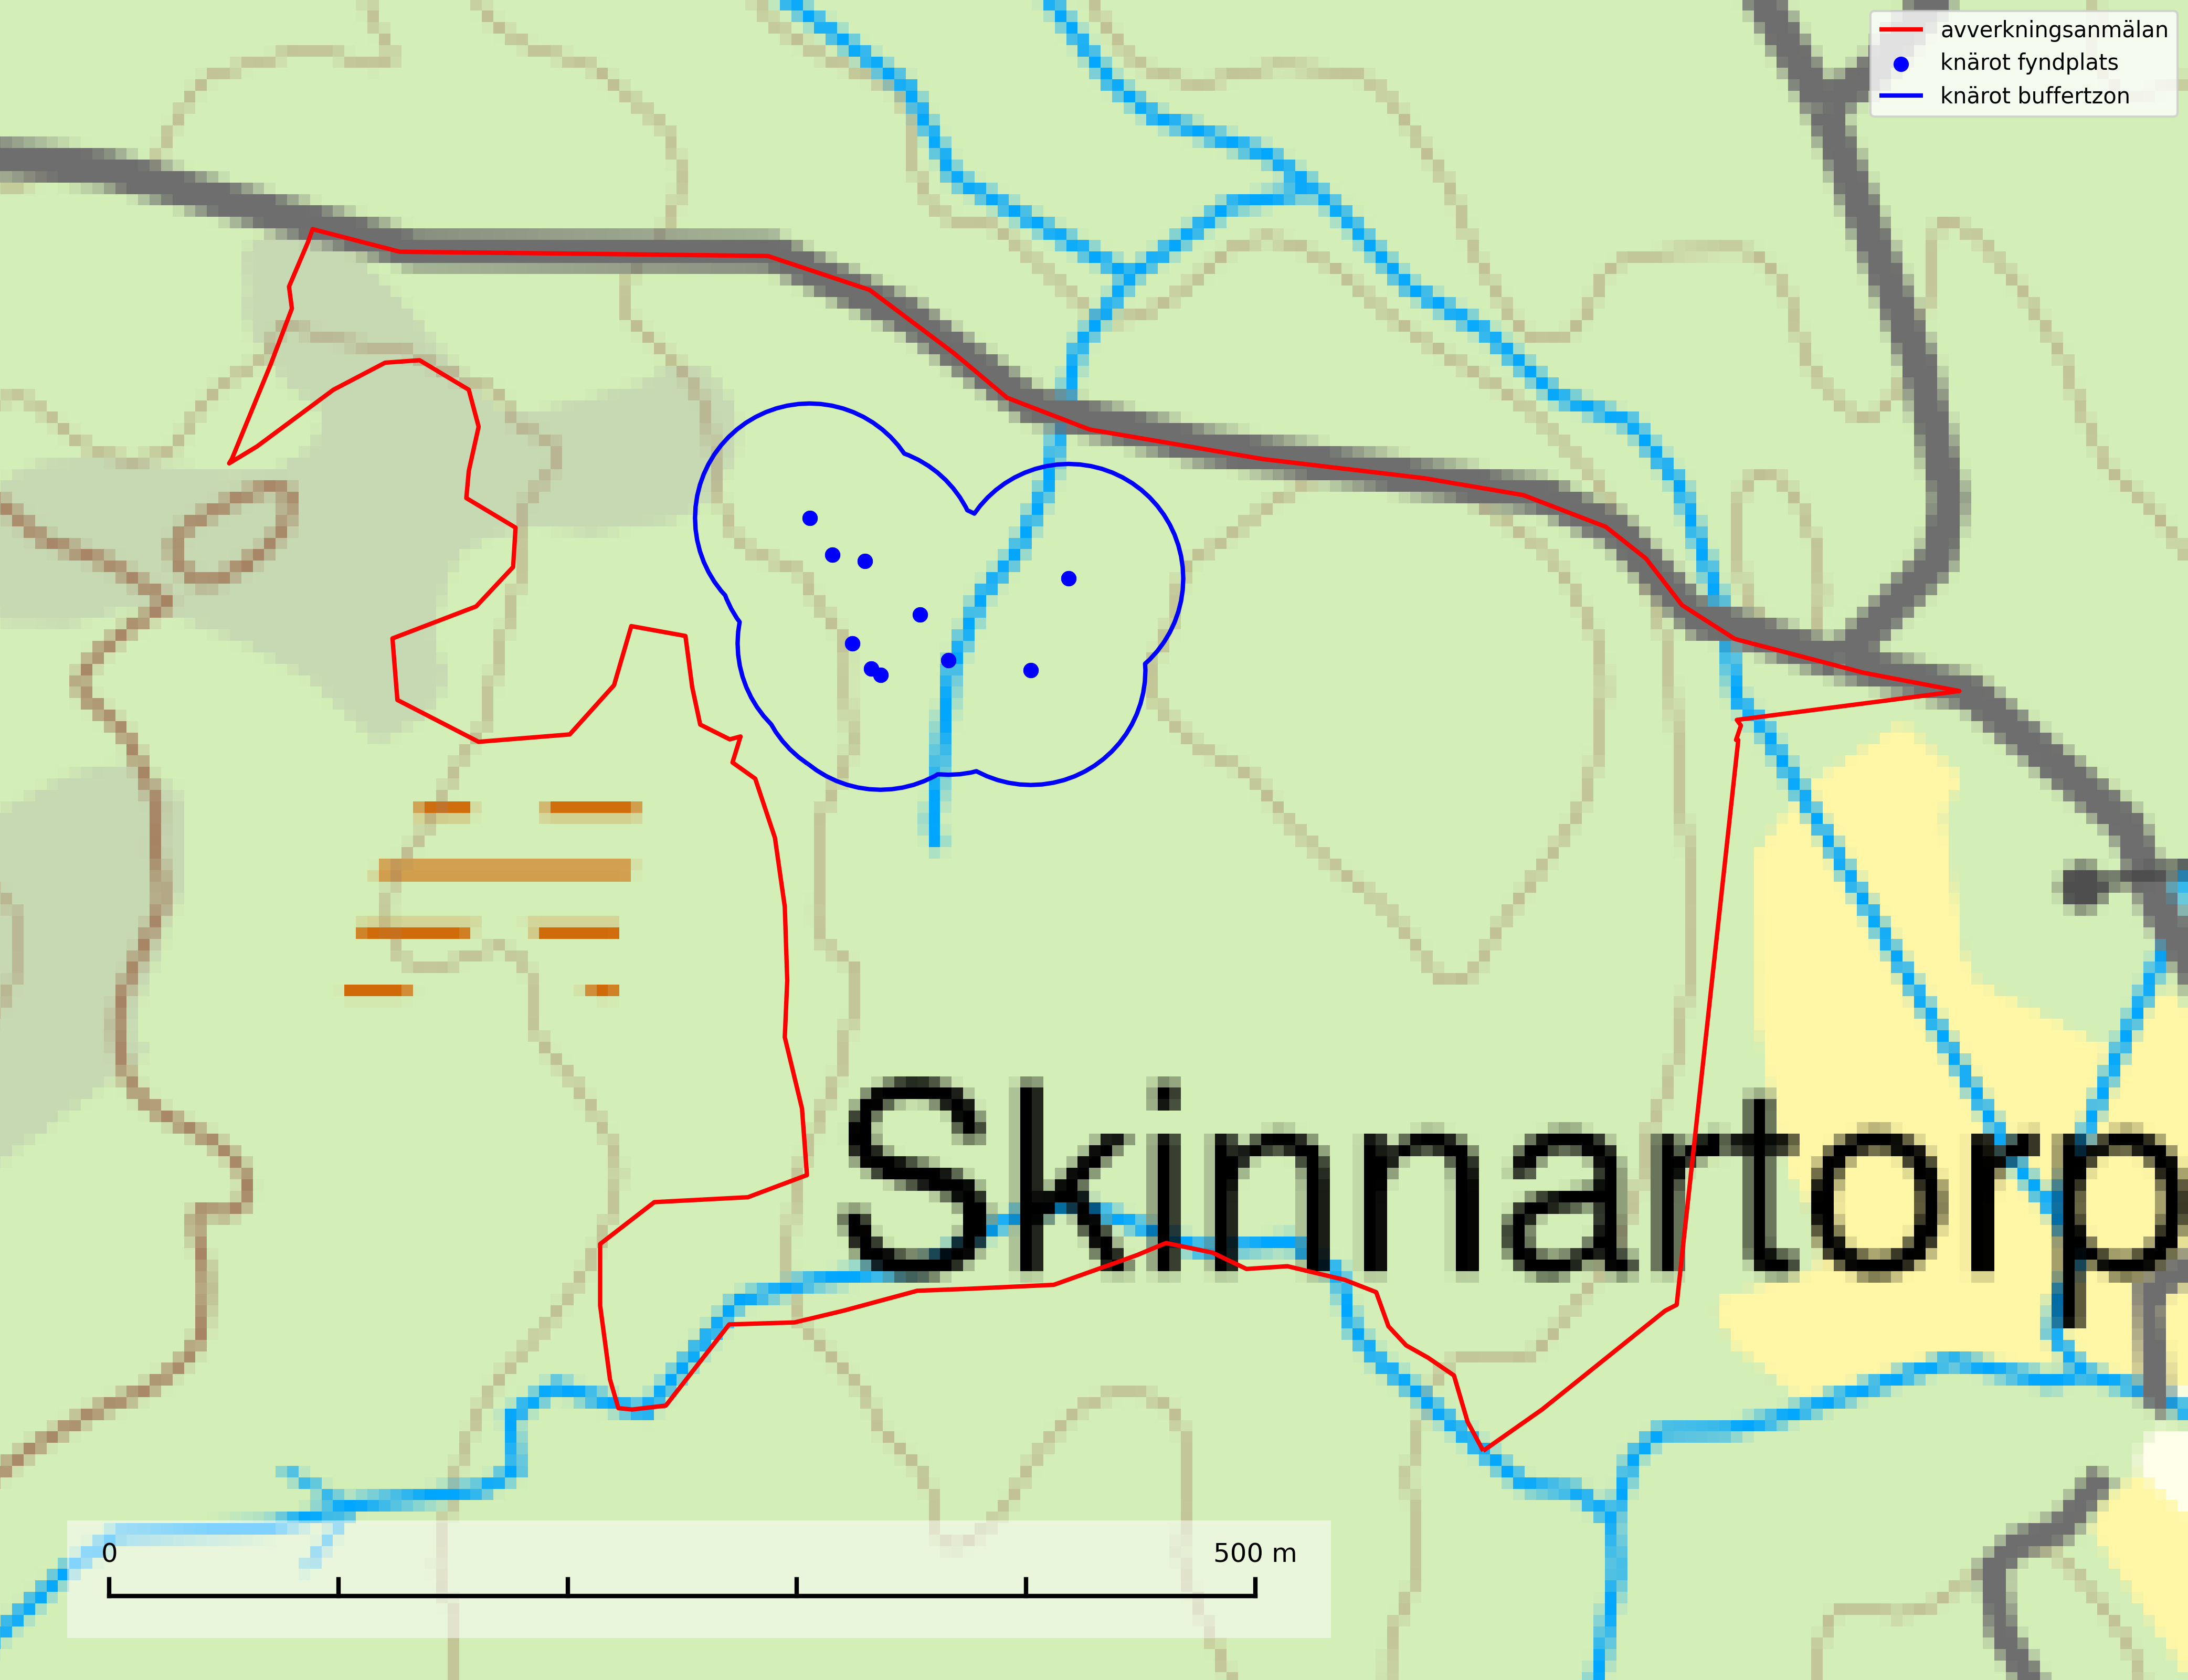 avverkningsanmälan
knärot fyndplats
knärot buffertzon
Skinnartorp
0 500 m